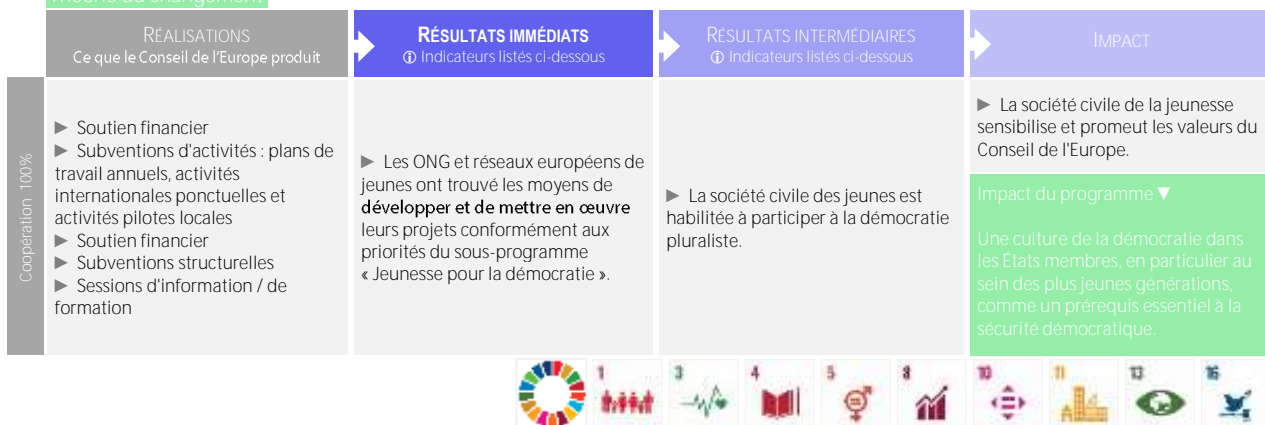 Théorie du changement
RÉALISATIONS
Ce que le Conseil de l'Europe produit
RÉSULTATS IMMÉDIATS
ⓘ Indicateurs listés ci-dessous
RÉSULTATS INTERMÉDIAIRES
ⓘ Indicateurs listés ci-dessous
IMPACT
Coopération 100%
► Soutien financier
► Subventions d'activités : plans de
travail annuels, activités
internationales ponctuelles et
activités pilotes locales
► Soutien financier
► Subventions structurelles
► Sessions d'information / de
formation
► Les ONG et réseaux européens de
jeunes ont trouvé les moyens de
développer et de mettre en œuvre
leurs projets conformément aux
priorités du sous-programme
« Jeunesse pour la démocratie ».
► La société civile des jeunes est
habilitée à participer à la démocratie
pluraliste.
► La société civile de la jeunesse
sensibilise et promeut les valeurs du
Conseil de l'Europe.
Impact du programme ▼
Une culture de la démocratie dans
les États membres, en particulier au
sein des plus jeunes générations,
comme un prérequis essentiel à la
sécurité démocratique.
1 3 4 5 8 10 11 13 16